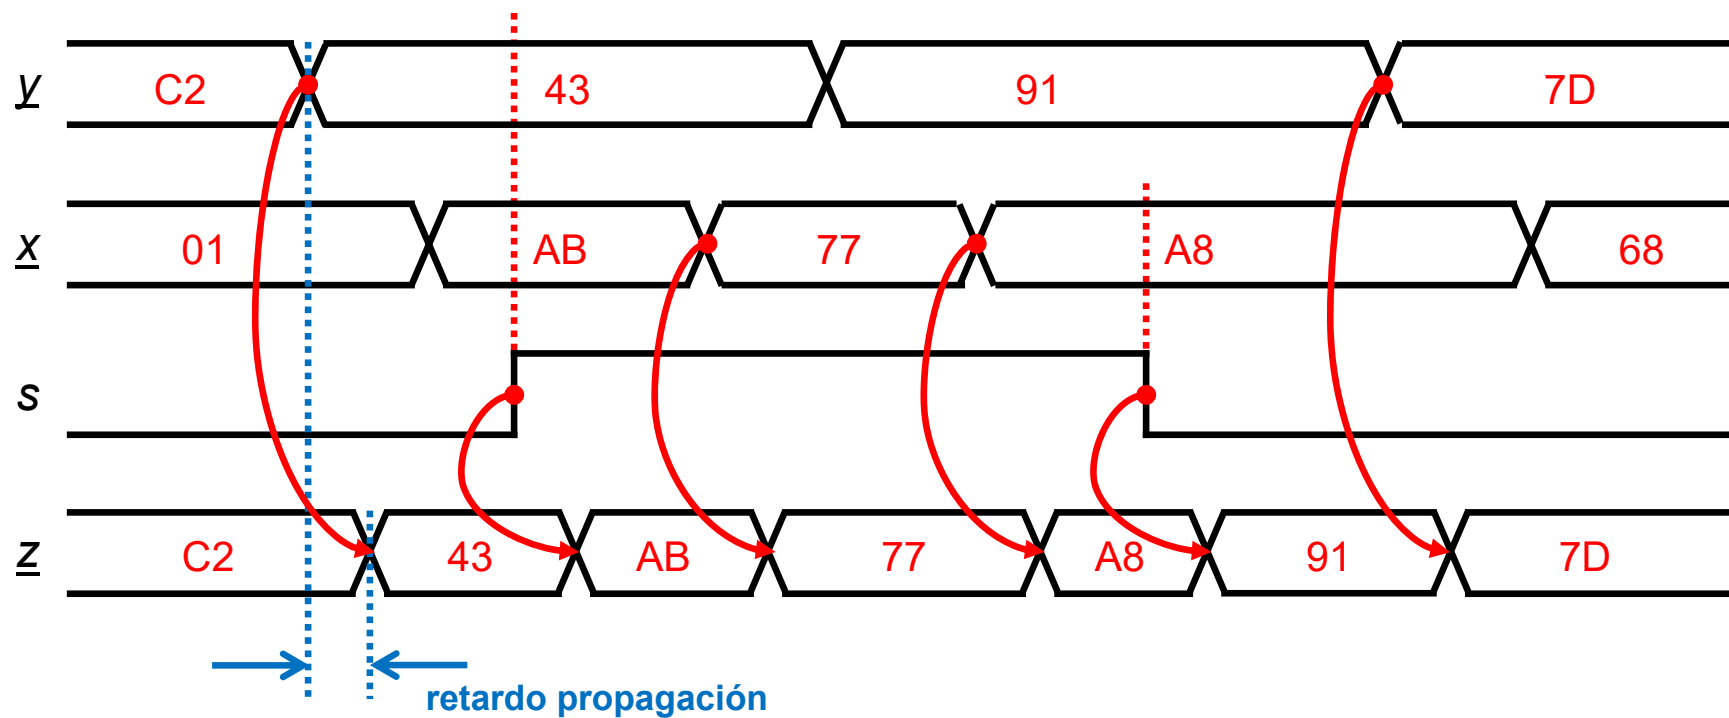 y C2 43 91 7D
x 01 AB 77 A8 68
s
z C2 43 AB 77 A8 91 7D
retardo propagación